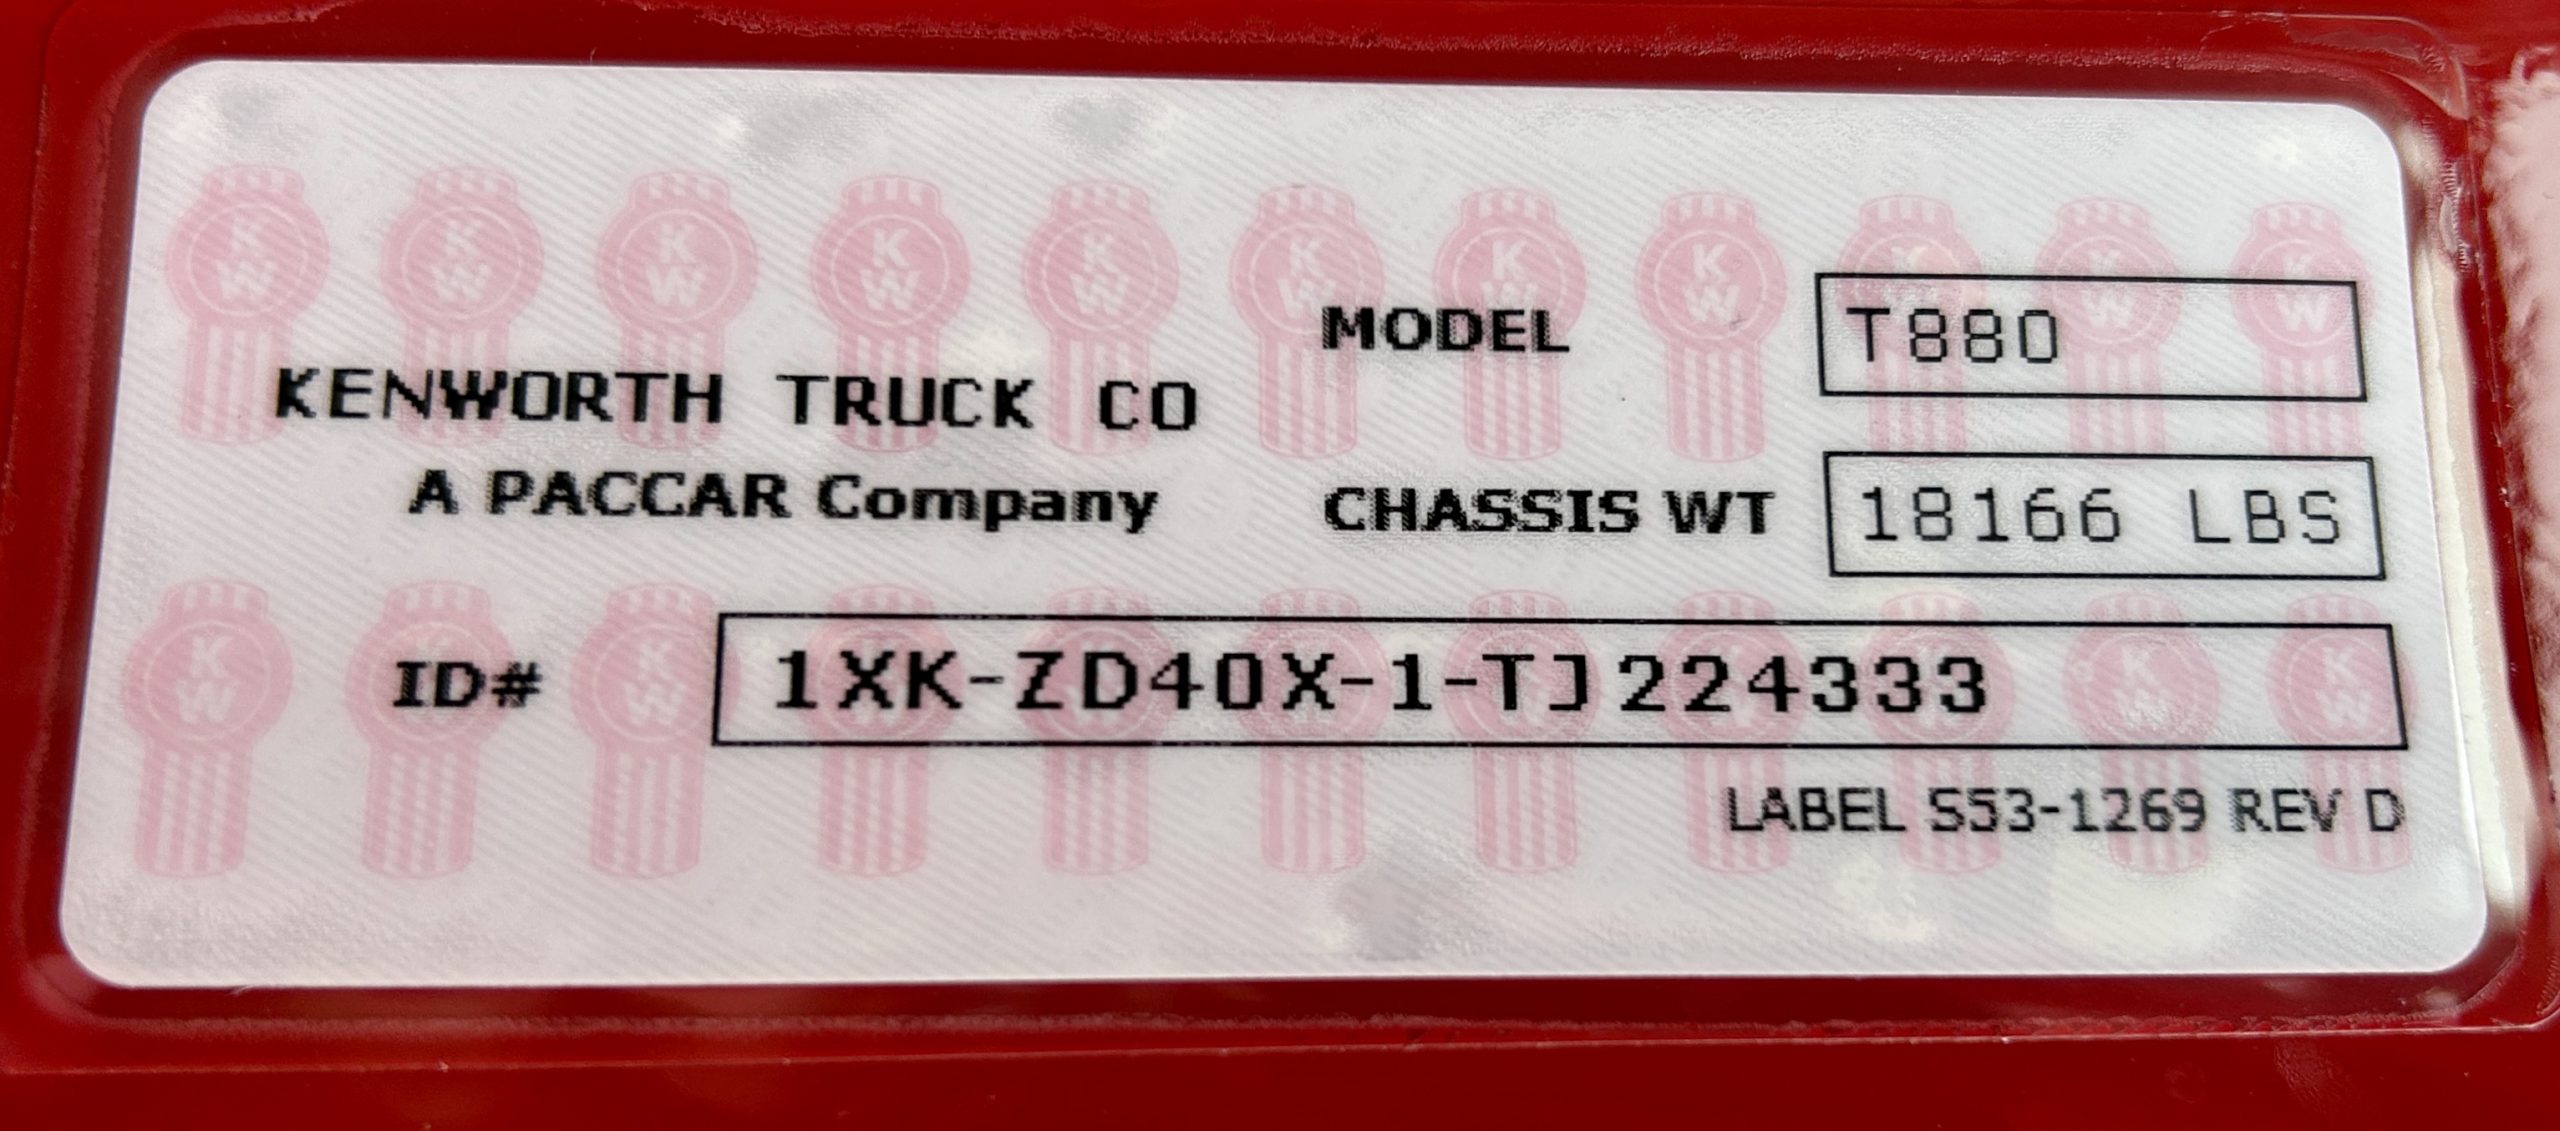 MODEL T880
KENWORTH TRUCK CO
A PACCAR Company
CHASSIS WT 18166 LBS
ID# 1XK-ZD40X-1-TJ224333
LABEL S53-1269 REV D